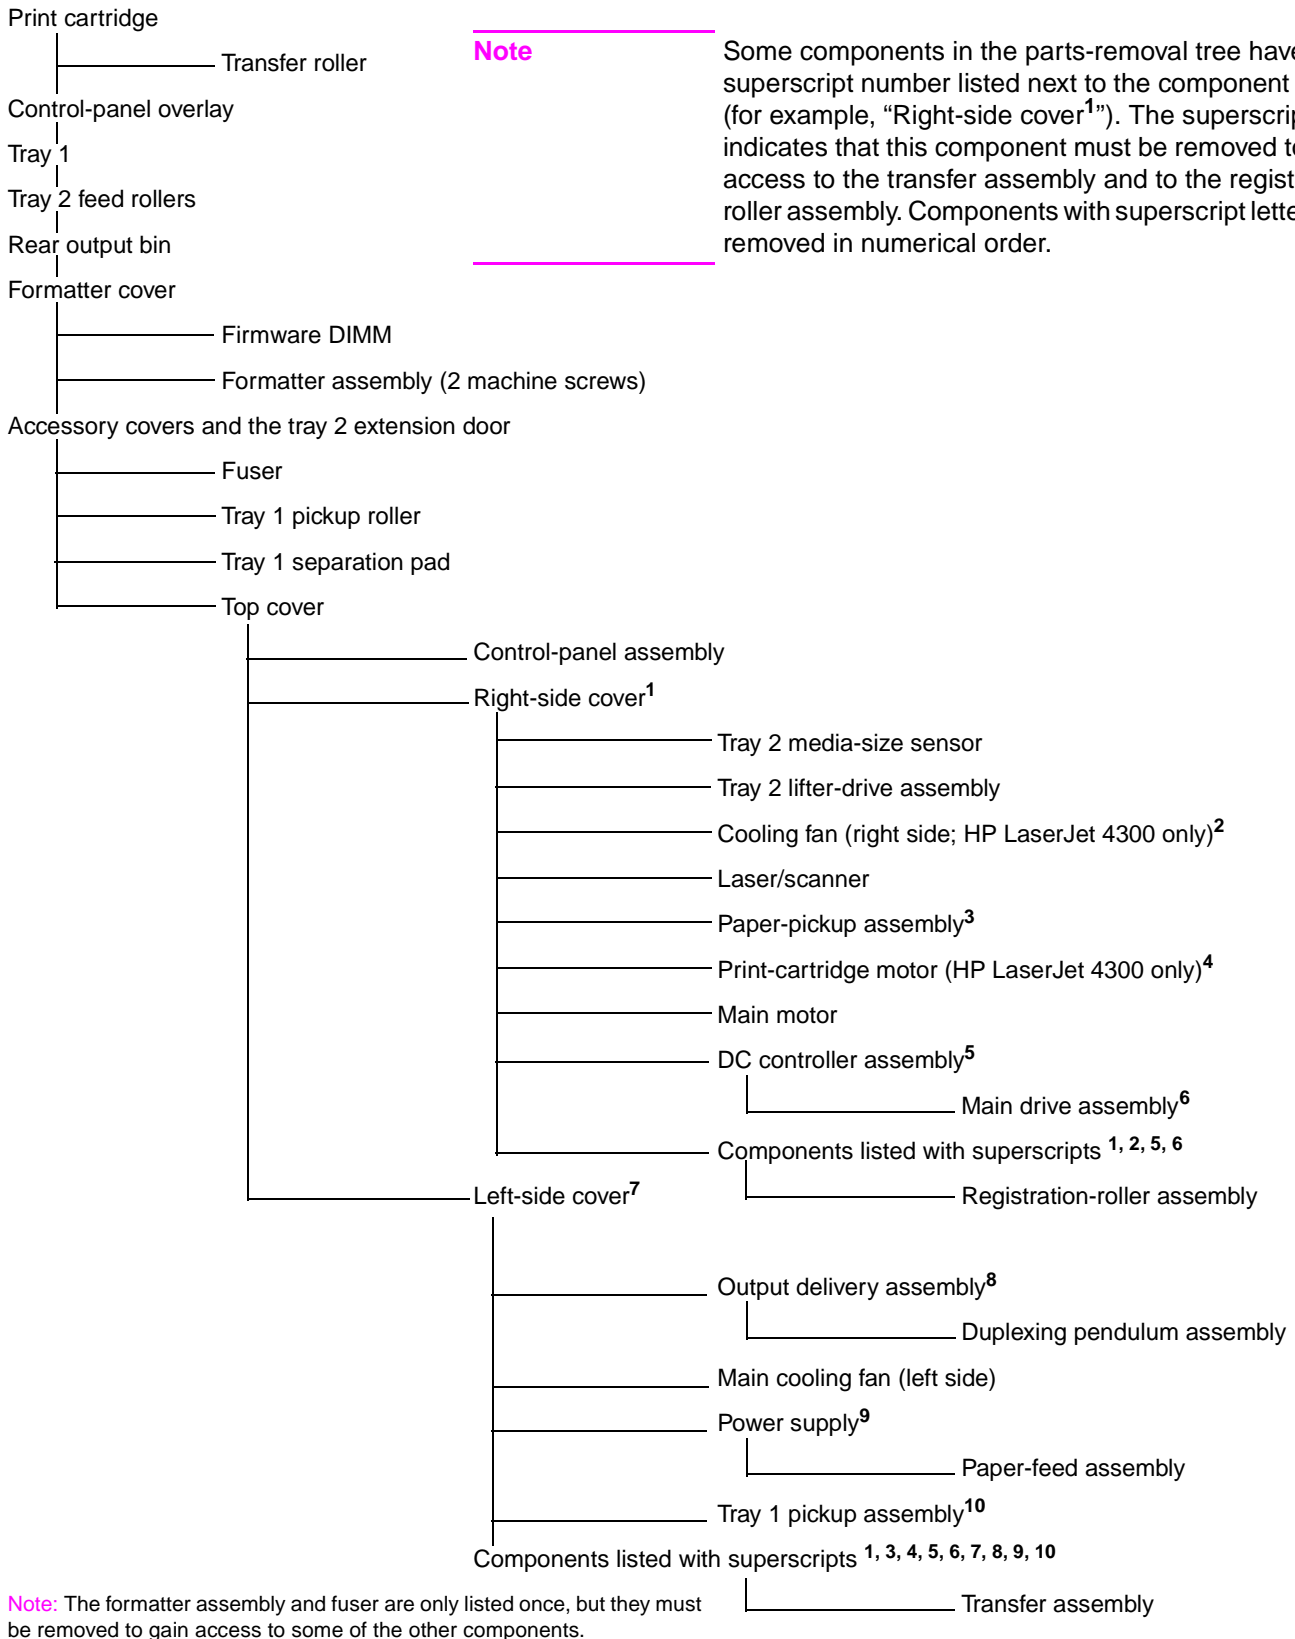 Print cartridge
Transfer roller
Control-panel overlay
Tray 1
Tray 2 feed rollers
Rear output bin
Note
Some components in the parts-removal tree have
superscript number listed next to the component
(for example, “Right-side cover1”). The
indicates that this component must be removed
access to the transfer assembly and to the
roller assembly. Components with superscript
removed in numerical order.
Formatter cover
Firmware DIMM
Formatter assembly (2 machine screws)
Accessory covers and the tray 2 extension door
Fuser
Tray 1 pickup roller
Tray 1 separation pad
Top cover
Control-panel assembly
Right-side cover1
Tray 2 media-size sensor
Tray 2 lifter-drive assembly
Cooling fan (right side; HP LaserJet 4300 only)2
Laser/scanner
Paper-pickup assembly3
Print-cartridge motor (HP LaserJet 4300 only)4
Main motor
DC controller assembly5
Main drive assembly6
Components listed with superscripts 1, 2, 5, 6
Registration-roller assembly
Left-side cover7
Output delivery assembly8
Duplexing pendulum assembly
Main cooling fan (left side)
Power supply9
Paper-feed assembly
Tray 1 pickup assembly10
Components listed with superscripts 1, 3, 4, 5, 6, 7, 8, 9, 10
Transfer assembly
Note: The formatter assembly and fuser are only listed once, but they must
be removed to gain access to some of the other components.